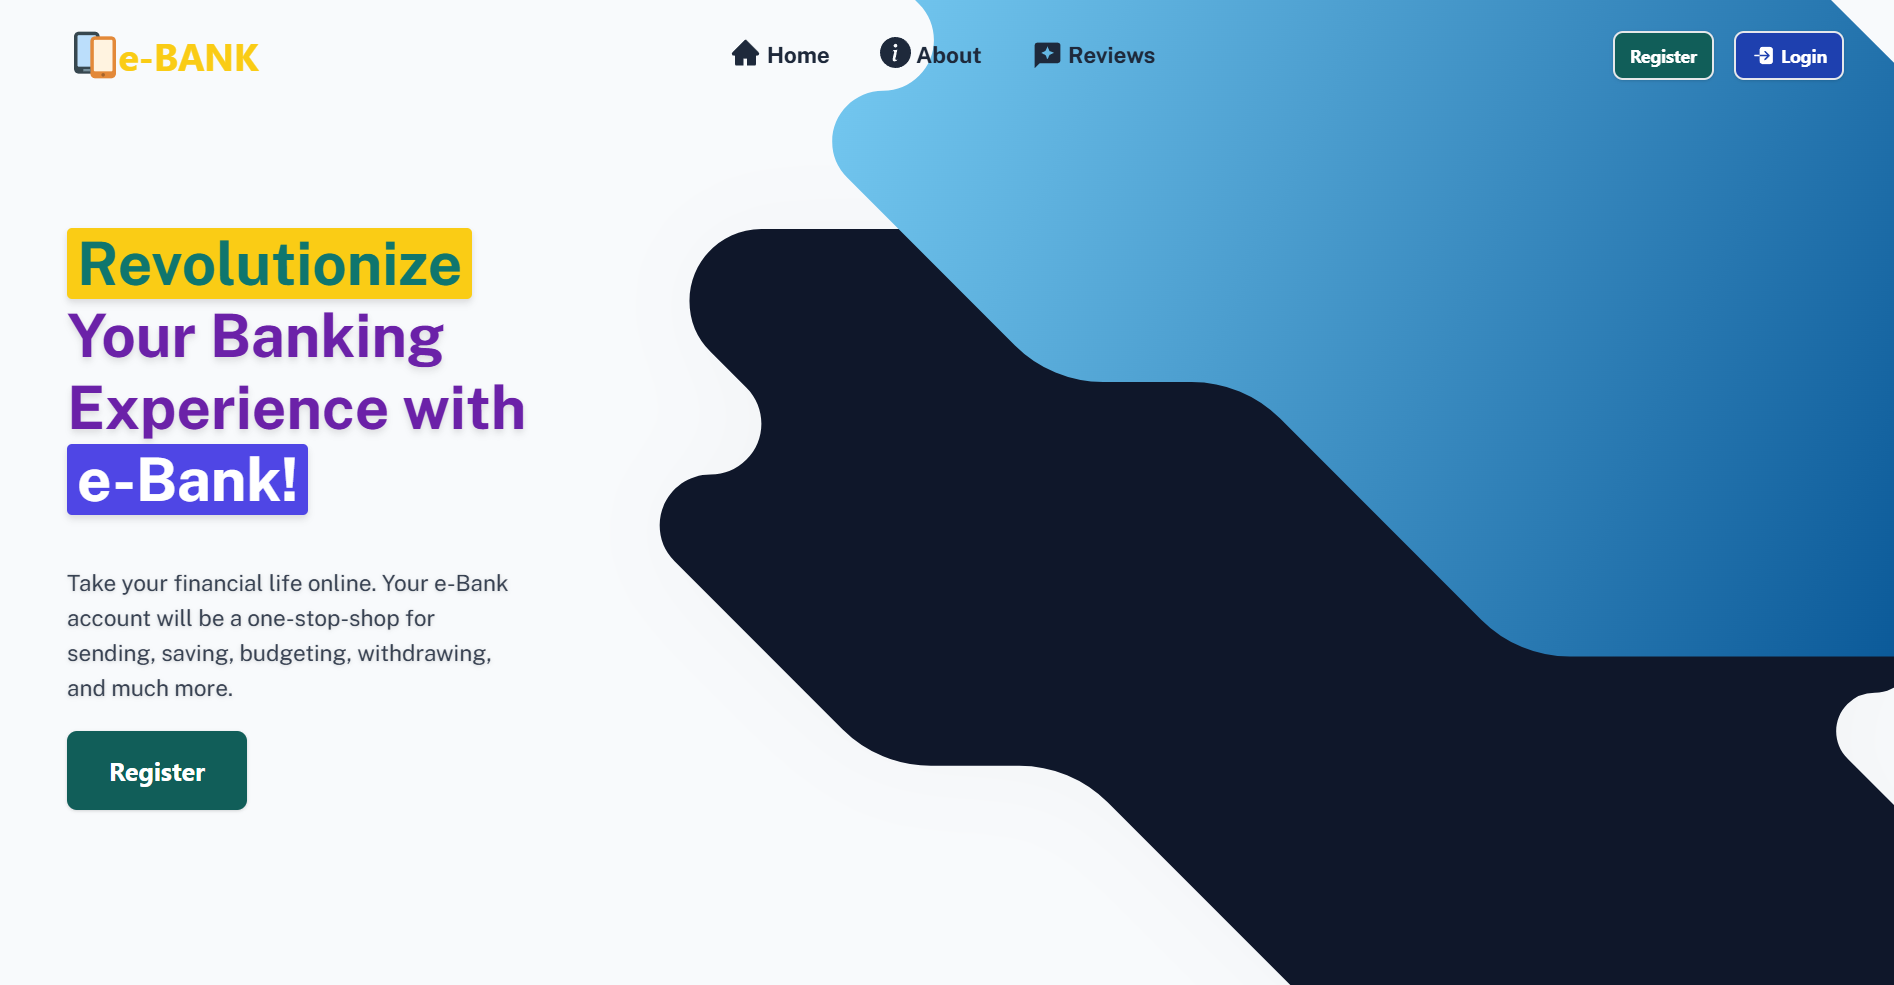 e-BANK
Home
About
Reviews
Register
Login
Revolutionize
Your Banking
Experience with
e-Bank!
Take your financial life online. Your e-Bank
account will be a one-stop-shop for
sending, saving, budgeting, withdrawing,
and much more.
Register